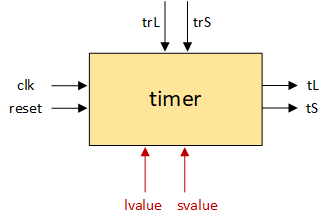 trL trS
clk
timer
tL
reset
tS
lvalue svalue